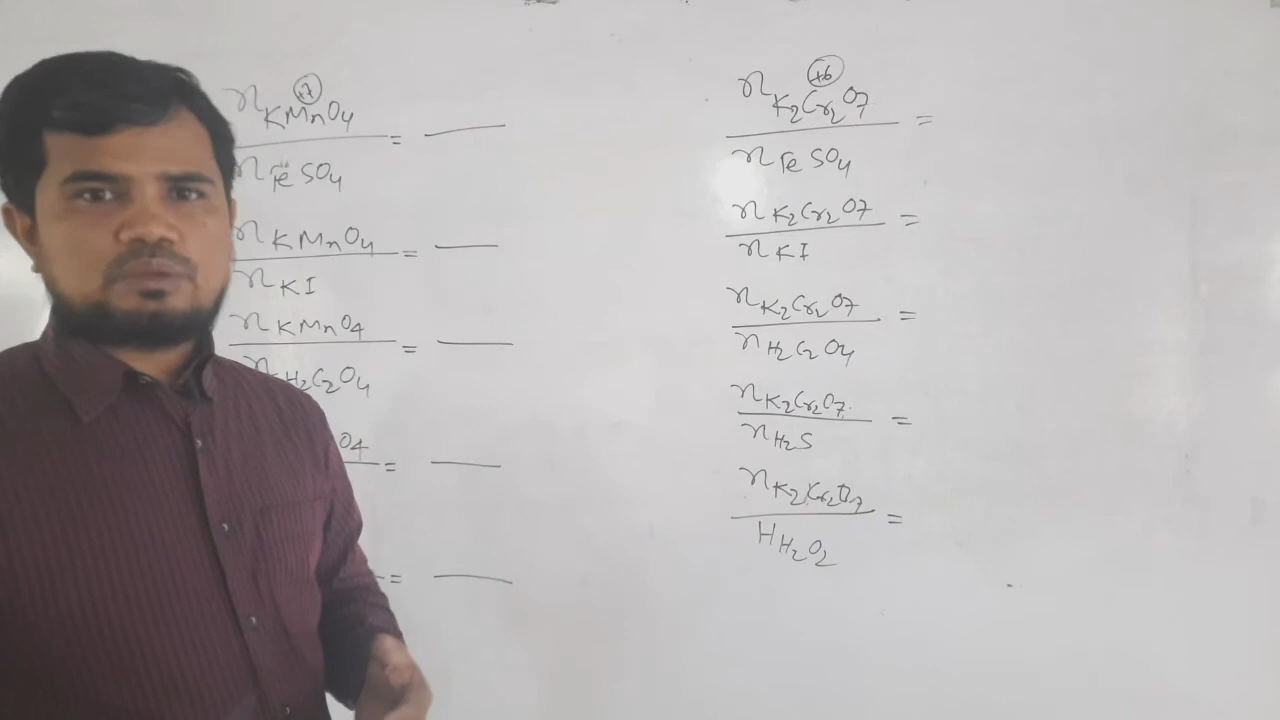 +7
n KMnO4
n FeSO4 =
++
n KMnO4
n KI =
n KMnO4
n H2C2O4 =
O4
=
=
+6
n K2Cr2O7
n FeSO4 =
n K2Cr2O7
n KI =
n K2Cr2O7
n H2C2O4 =
n K2Cr2O7
n H2S =
n K2Cr2O7
H H2O2 =